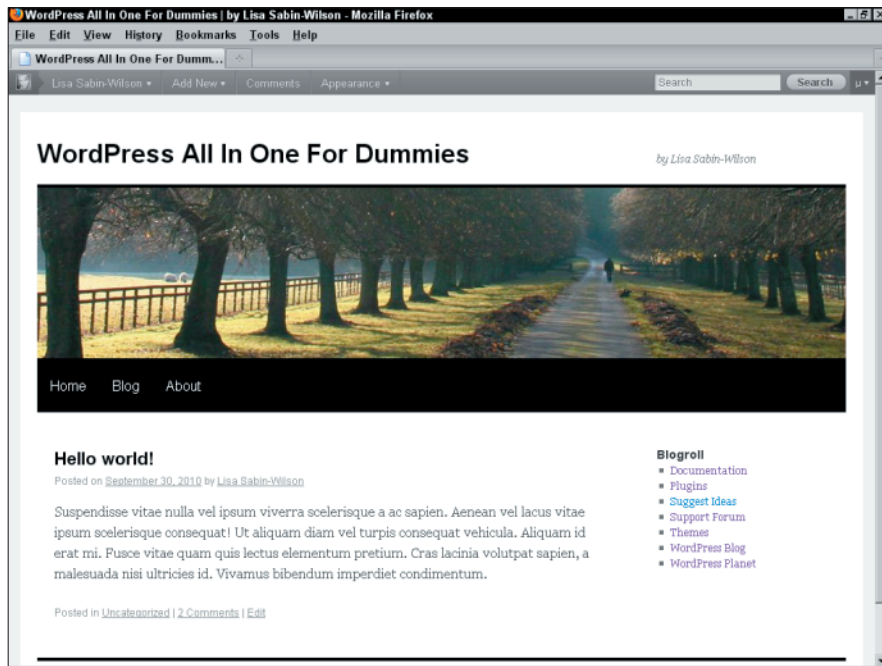 WordPress All In One For Dummies | by Lisa Sabin-Wilson - Mozilla Firefox
File Edit View History Bookmarks Tools Help
WordPress All In One For Dumm...
Lisa Sabin-Wilson Add New Comments Appearance Search Search μ
WordPress All In One For Dummies
by Lisa Sabin-Wilson
Home Blog About
Hello world!
Posted on September 30, 2010 by Lisa Sabin-Wilson
Suspendisse vitae nulla vel ipsum viverra scelerisque a ac sapien. Aenean vel lacus vitae
ipsum scelerisque consequat! Ut aliquam diam vel turpis consequat vehicula. Aliquam id
erat mi. Fusce vitae quam quis lectus elementum pretium. Cras lacinia volutpat sapien, a
malesuada nisi ultricies id. Vivamus bibendum imperdiet condimentum.
Posted in Uncategorized | 2 Comments | Edit
Blogroll
Documentation
Plugins
Suggest Ideas
Support Forum
Themes
WordPress Blog
WordPress Planet